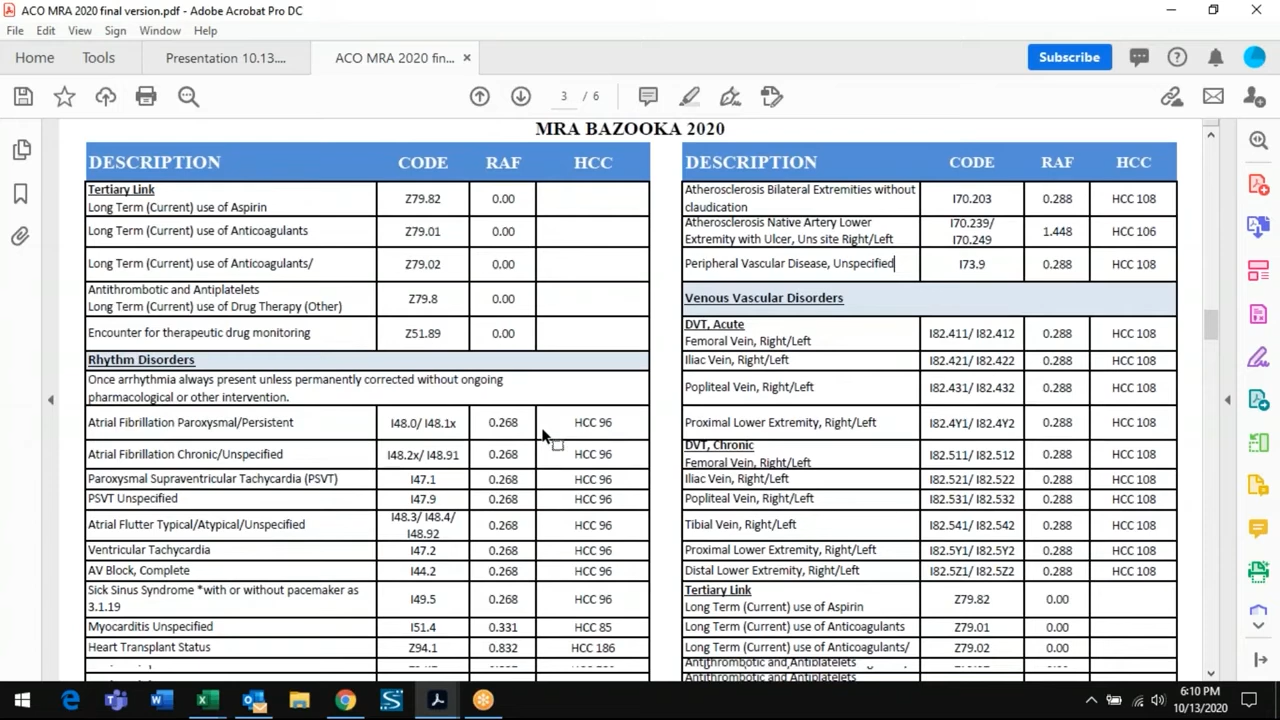 ACO MRA 2020 final version.pdf - Adobe Acrobat Pro DC
File Edit View Sign Window Help
Home Tools Presentation 10.13.... ACO MRA 2020 fin... × Subscribe
3 / 6
MRA BAZOOKA 2020
DESCRIPTION CODE RAF HCC
Tertiary Link
Long Term (Current) use of Aspirin Z79.82 0.00
Long Term (Current) use of Anticoagulants Z79.01 0.00
Long Term (Current) use of Anticoagulants/ Z79.02 0.00
Antithrombotic and Antiplatelets
Long Term (Current) use of Drug Therapy (Other) Z79.8 0.00
Encounter for therapeutic drug monitoring Z51.89 0.00
Rhythm Disorders
Once arrhythmia always present unless permanently corrected without ongoing
pharmacological or other intervention.
Atrial Fibrillation Paroxysmal/Persistent I48.0/ I48.1x 0.268 HCC 96
Atrial Fibrillation Chronic/Unspecified I48.2x/ I48.91 0.268 HCC 96
Paroxysmal Supraventricular Tachycardia (PSVT) I47.1 0.268 HCC 96
PSVT Unspecified I47.9 0.268 HCC 96
Atrial Flutter Typical/Atypical/Unspecified I48.3/ I48.4/ I48.92 0.268 HCC 96
Ventricular Tachycardia I47.2 0.268 HCC 96
AV Block, Complete I44.2 0.268 HCC 96
Sick Sinus Syndrome *with or without pacemaker as
3.1.19 I49.5 0.268 HCC 96
Myocarditis Unspecified I51.4 0.331 HCC 85
Heart Transplant Status Z94.1 0.832 HCC 186
DESCRIPTION CODE RAF HCC
Atherosclerosis Bilateral Extremities without
claudication I70.203 0.288 HCC 108
Atherosclerosis Native Artery Lower
Extremity with Ulcer, Uns site Right/Left I70.239/ I70.249 1.448 HCC 106
Peripheral Vascular Disease, Unspecified I73.9 0.288 HCC 108
Venous Vascular Disorders
DVT, Acute
Femoral Vein, Right/Left I82.411/ I82.412 0.288 HCC 108
Iliac Vein, Right/Left I82.421/ I82.422 0.288 HCC 108
Popliteal Vein, Right/Left I82.431/ I82.432 0.288 HCC 108
Proximal Lower Extremity, Right/Left I82.4Y1/ I82.4Y2 0.288 HCC 108
DVT, Chronic
Femoral Vein, Right/Left I82.511/ I82.512 0.288 HCC 108
Iliac Vein, Right/Left I82.521/ I82.522 0.288 HCC 108
Popliteal Vein, Right/Left I82.531/ I82.532 0.288 HCC 108
Tibial Vein, Right/Left I82.541/ I82.542 0.288 HCC 108
Proximal Lower Extremity, Right/Left I82.5Y1/ I82.5Y2 0.288 HCC 108
Distal Lower Extremity, Right/Left I82.5Z1/ I82.5Z2 0.288 HCC 108
Tertiary Link
Long Term (Current) use of Aspirin Z79.82 0.00
Long Term (Current) use of Anticoagulants Z79.01 0.00
Long Term (Current) use of Anticoagulants/ Z79.02 0.00
Antithrombotic and Antiplatelets
Antithrombotic and Antiplatelets
6:10 PM
10/13/2020